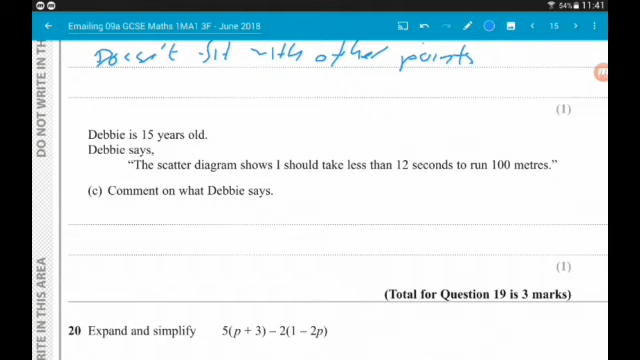 54% 11:41
Emailing 09a GCSE Maths 1MA1 3F - June 2018
15
Doesn't fit with other points
(1)
Debbie is 15 years old.
Debbie says,
"The scatter diagram shows I should take less than 12 seconds to run 100 metres."
(c) Comment on what Debbie says.
(1)
(Total for Question 19 is 3 marks)
20 Expand and simplify 5(p + 3) – 2(1 – 2p)
DO NOT WRITE IN TH
RITE IN THIS AREA